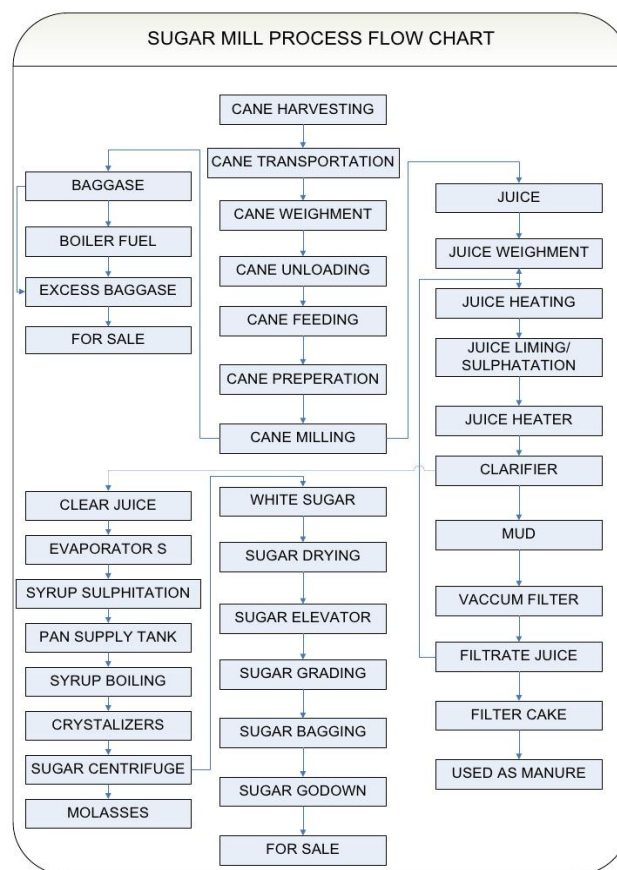 SUGAR MILL PROCESS FLOW CHART
CANE HARVESTING
CANE TRANSPORTATION
CANE WEIGHMENT
CANE UNLOADING
CANE FEEDING
CANE PREPERATION
CANE MILLING
BAGGASE
BOILER FUEL
EXCESS BAGGASE
FOR SALE
JUICE
JUICE WEIGHMENT
JUICE HEATING
JUICE LIMING/
SULPHATATION
JUICE HEATER
CLARIFIER
MUD
VACCUM FILTER
FILTRATE JUICE
FILTER CAKE
USED AS MANURE
CLEAR JUICE
EVAPORATOR S
SYRUP SULPHITATION
PAN SUPPLY TANK
SYRUP BOILING
CRYSTALIZERS
SUGAR CENTRIFUGE
MOLASSES
WHITE SUGAR
SUGAR DRYING
SUGAR ELEVATOR
SUGAR GRADING
SUGAR BAGGING
SUGAR GODOWN
FOR SALE